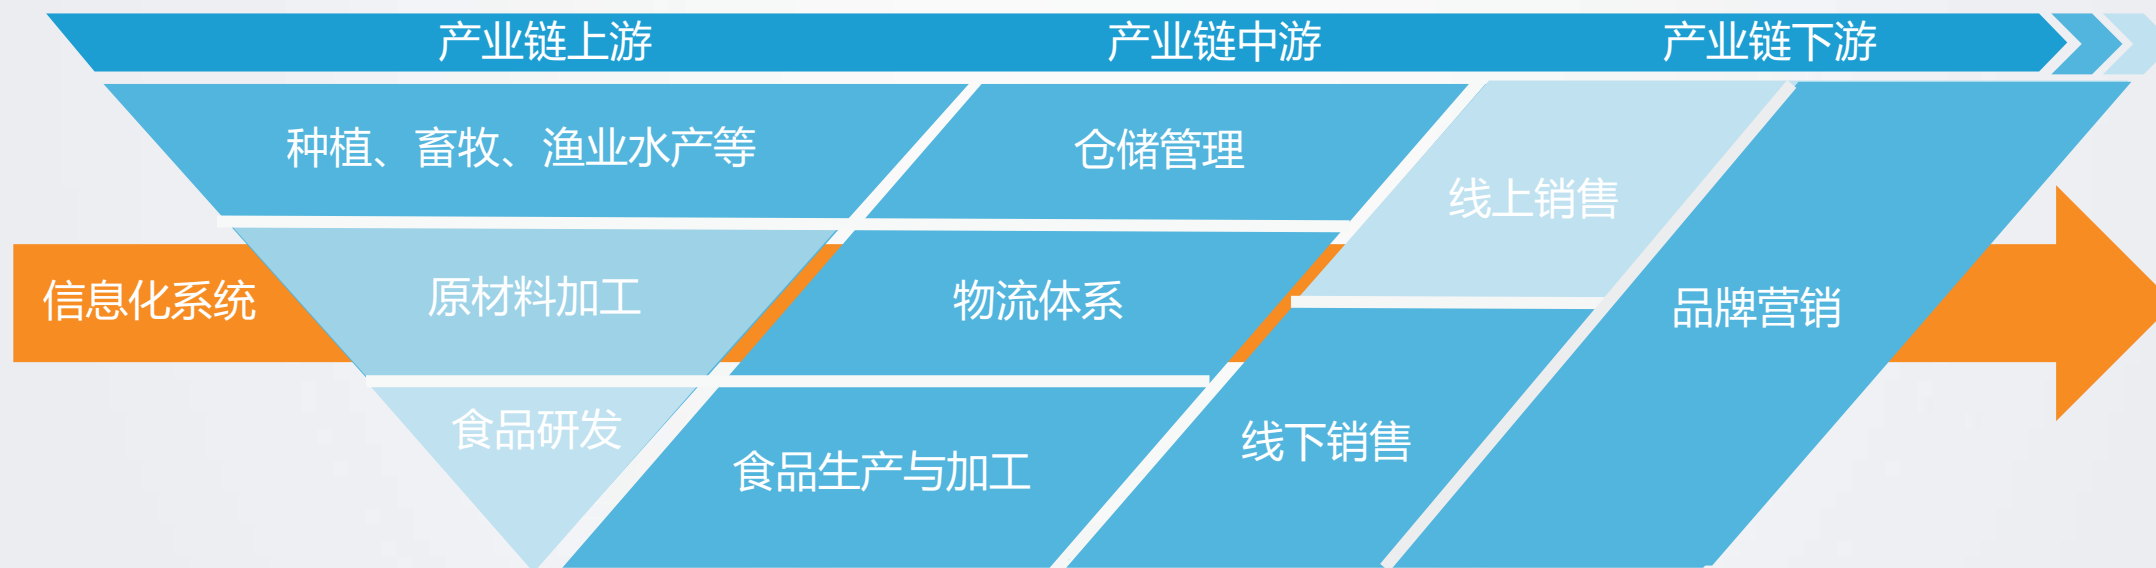 产业链上游
产业链中游
产业链下游
种植、畜牧、渔业水产等
仓储管理
线上销售
信息化系统
原材料加工
物流体系
品牌营销
食品研发
食品生产与加工
线下销售